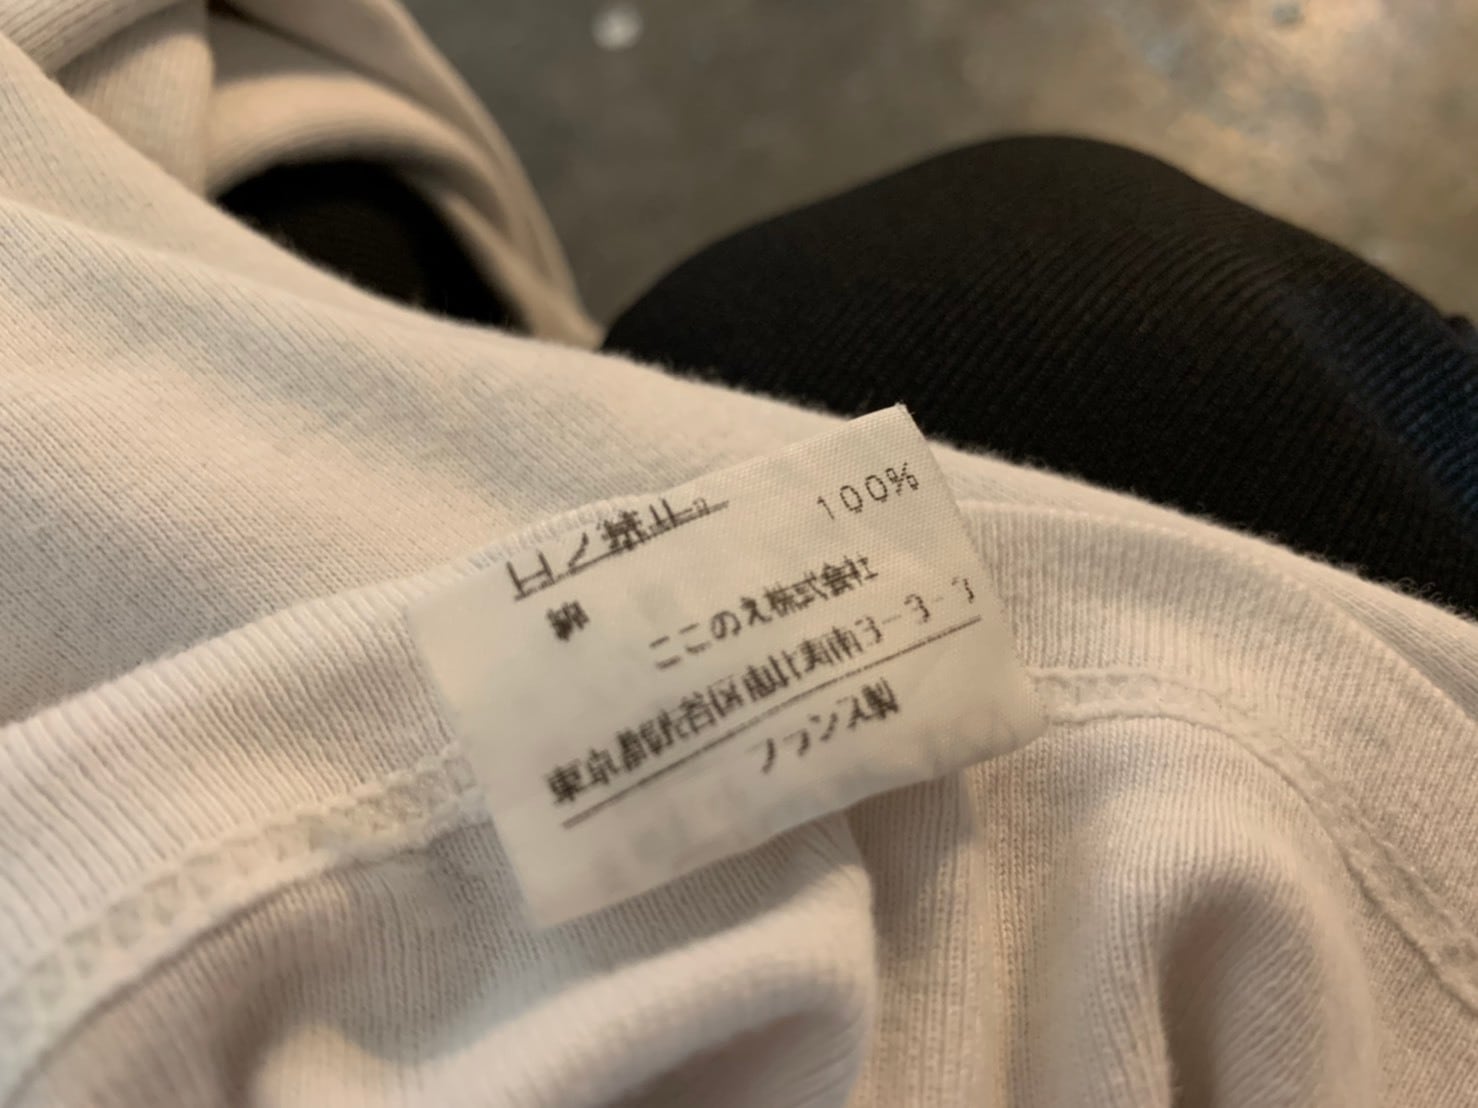 綿 100%
ここのえ株式会社
東京都渋谷区恵比寿南3-3-3
フランス製